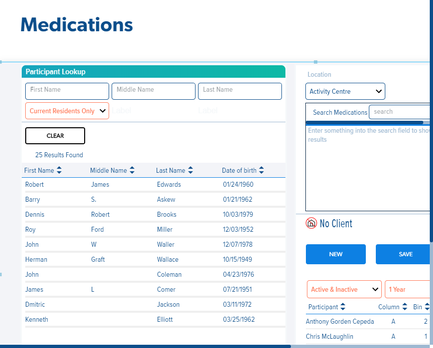 Medications
Participant Lookup
First Name Middle Name Last Name
Current Residents Only
CLEAR
25 Results Found
First Name Middle Name Last Name Date of birth
Robert James Edwards 01/24/1960
Barry S. Askew 01/21/1962
Dennis Robert Brooks 10/03/1979
Roy Ford Miller 12/03/1952
John W Waller 12/07/1978
Herman Graft Wallace 10/15/1949
John Coleman 04/23/1976
James L Comer 07/21/1951
Dmitric Jackson 03/11/1972
Kenneth Elliott 03/25/1962
Location
Activity Centre
Search Medications search
Enter something into the search field to show
results
No Client
NEW SAVE
Active & Inactive 1 Year
Participant Column Bin
Anthony Gorden Cepeda A 2
Chris McLaughlin A 1